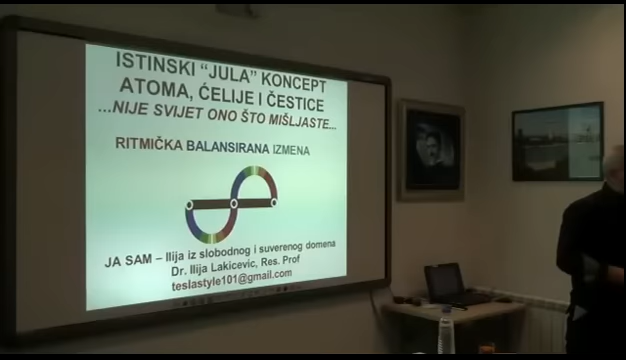 ISTINSKI “JULA” KONCEPT
ATOMA, ĆELIJE I ČESTICE
...NIJE SVIJET ONO ŠTO MIŠLJASTE...
RITMIČKA BALANSIRANA IZMENA
JA SAM – Ilija iz slobodnog i suverenog domena
Dr. Ilija Lakicevic, Res. Prof
teslastyle101@gmail.com